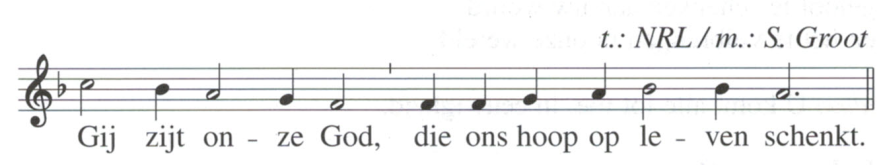 t.: NRL / m.: S. Groot
Gij zijt on - ze God, die ons hoop op le - ven schenkt.